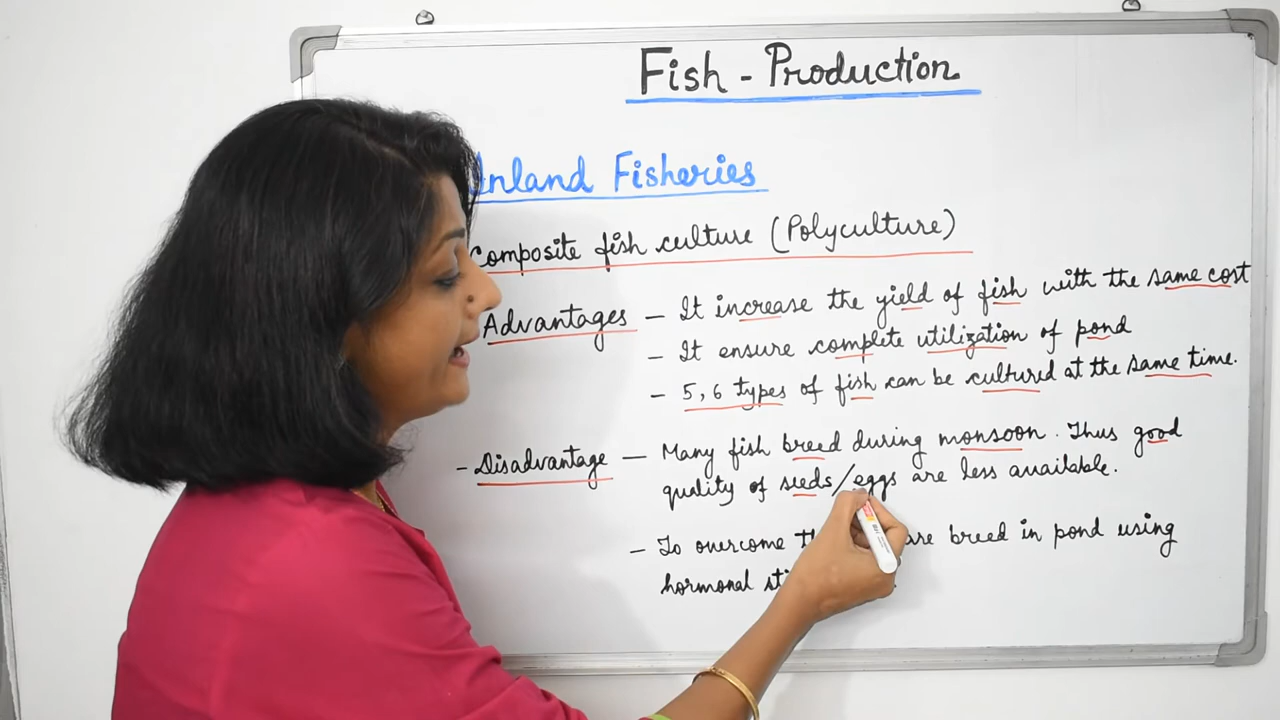 Fish - Production
Inland Fisheries
Composite fish culture (Polyculture)
Advantages - It increase the yield of fish with the same cost
- It ensure complete utilization of pond
- 5, 6 types of fish can be cultured at the same time.
- Disadvantage - Many fish breed during monsoon. Thus good
quality of seeds/eggs are less available.
- To overcome are breed in pond using
hormonal